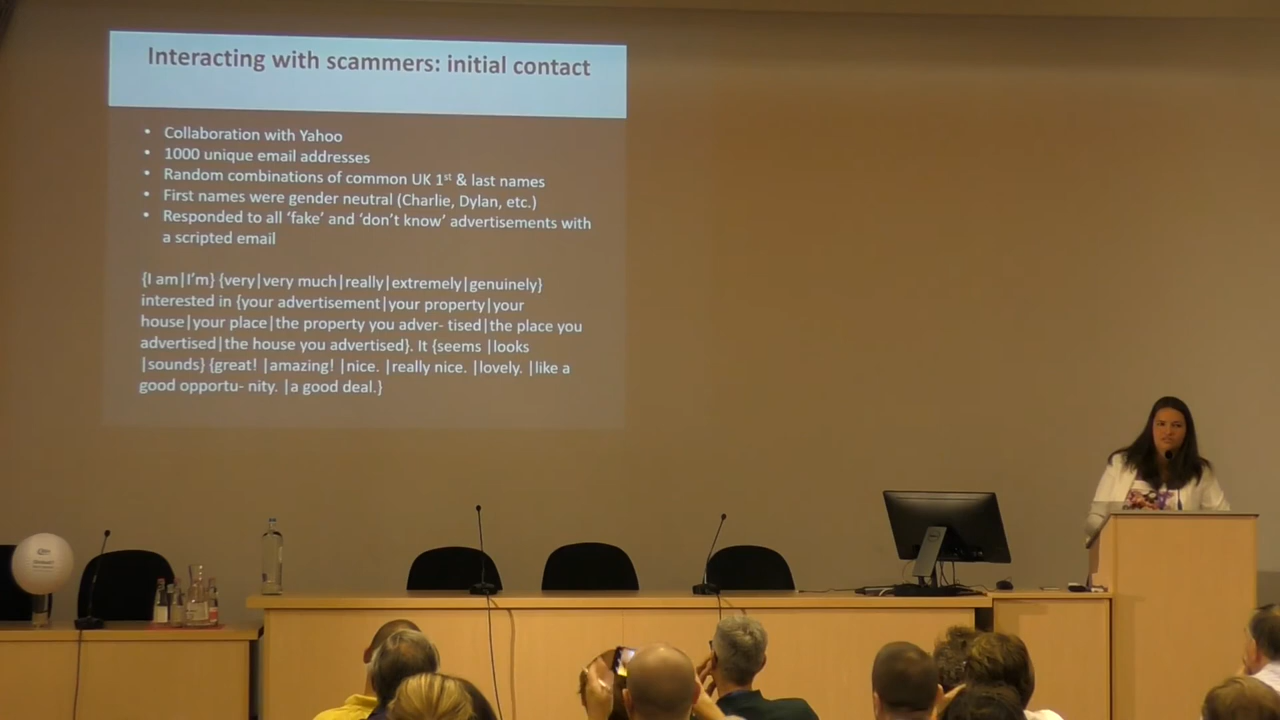 Interacting with scammers: initial contact
• Collaboration with Yahoo
• 1000 unique email addresses
• Random combinations of common UK 1st & last names
• First names were gender neutral (Charlie, Dylan, etc.)
• Responded to all ‘fake’ and ‘don’t know’ advertisements with
a scripted email
{I am|I’m} {very|very much|really|extremely|genuinely}
interested in {your advertisement|your property|your
house|your place|the property you adver- tised|the place you
advertised|the house you advertised}. It {seems |looks
|sounds} {great! |amazing! |nice. |really nice. |lovely. |like a
good opportu- nity. |a good deal.}